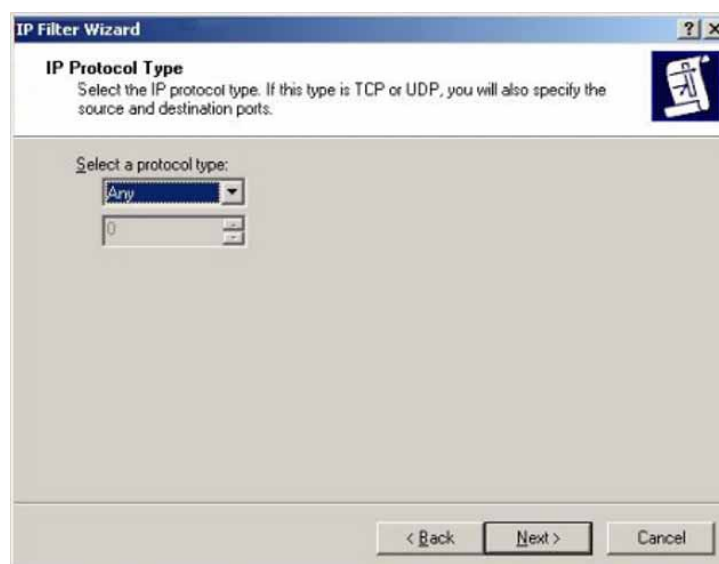 IP Filter Wizard
IP Protocol Type
Select the IP protocol type. If this type is TCP or UDP, you will also specify the
source and destination ports.
Select a protocol type:
Any
0
< Back
Next >
Cancel